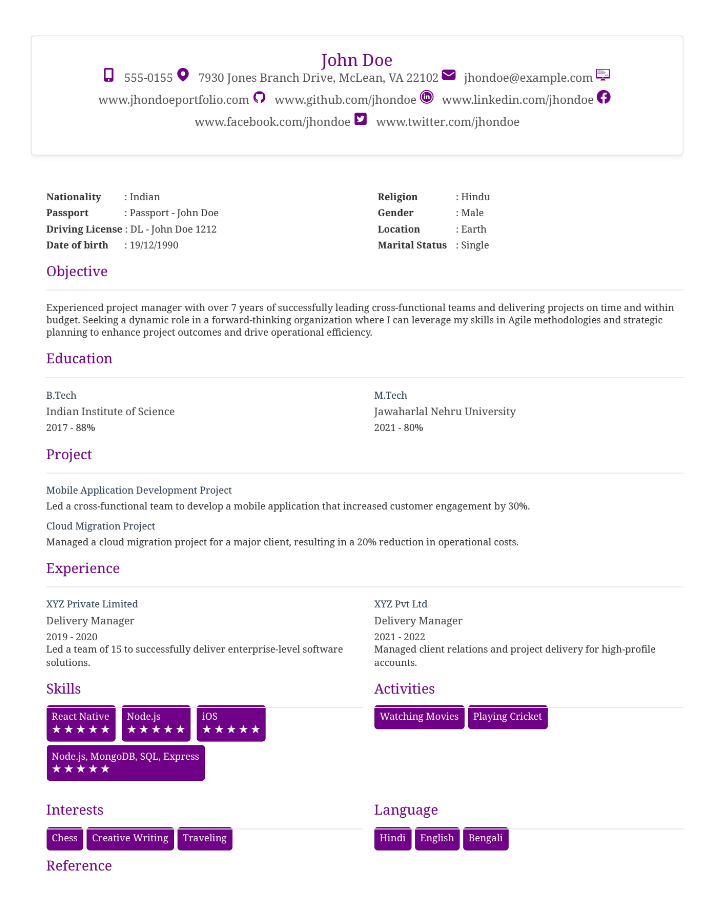 John Doe
555-0155 7930 Jones Branch Drive, McLean, VA 22102 jhondoe@example.com
www.jhondoeportfolio.com www.github.com/jhondoe www.linkedin.com/jhondoe
www.facebook.com/jhondoe www.twitter.com/jhondoe
Nationality : Indian
Passport : Passport - John Doe
Driving License : DL - John Doe 1212
Date of birth : 19/12/1990
Religion : Hindu
Gender : Male
Location : Earth
Marital Status : Single
Objective
Experienced project manager with over 7 years of successfully leading cross-functional teams and delivering projects on time and within
budget. Seeking a dynamic role in a forward-thinking organization where I can leverage my skills in Agile methodologies and strategic
planning to enhance project outcomes and drive operational efficiency.
Education
B.Tech
Indian Institute of Science
2017 - 88%
M.Tech
Jawaharlal Nehru University
2021 - 80%
Project
Mobile Application Development Project
Led a cross-functional team to develop a mobile application that increased customer engagement by 30%.
Cloud Migration Project
Managed a cloud migration project for a major client, resulting in a 20% reduction in operational costs.
Experience
XYZ Private Limited
Delivery Manager
2019 - 2020
Led a team of 15 to successfully deliver enterprise-level software
solutions.
XYZ Pvt Ltd
Delivery Manager
2021 - 2022
Managed client relations and project delivery for high-profile
accounts.
Skills
React Native
★★★★★
Node.js
★★★★★
iOS
★★★★★
Node.js, MongoDB, SQL, Express
★★★★★
Activities
Watching Movies
Playing Cricket
Interests
Chess
Creative Writing
Traveling
Language
Hindi
English
Bengali
Reference